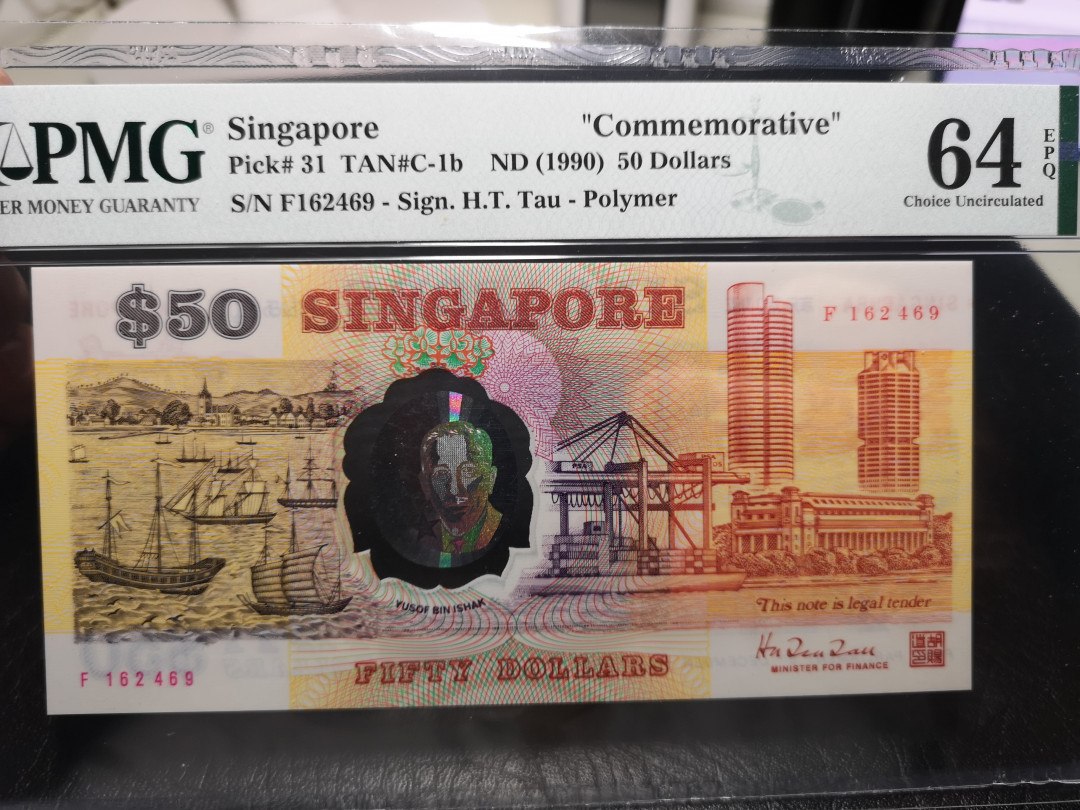 PMG®
ER MONEY GUARANTY
Singapore "Commemorative"
Pick# 31 TAN#C-1b ND (1990) 50 Dollars
S/N F162469 - Sign. H.T. Tau - Polymer
64 EPQ
Choice Uncirculated
$50 SINGAPORE
F 162469
PSA
YUSOF BIN ISHAK
This note is legal tender
MINISTER FOR FINANCE
FIFTY DOLLARS
F 162469